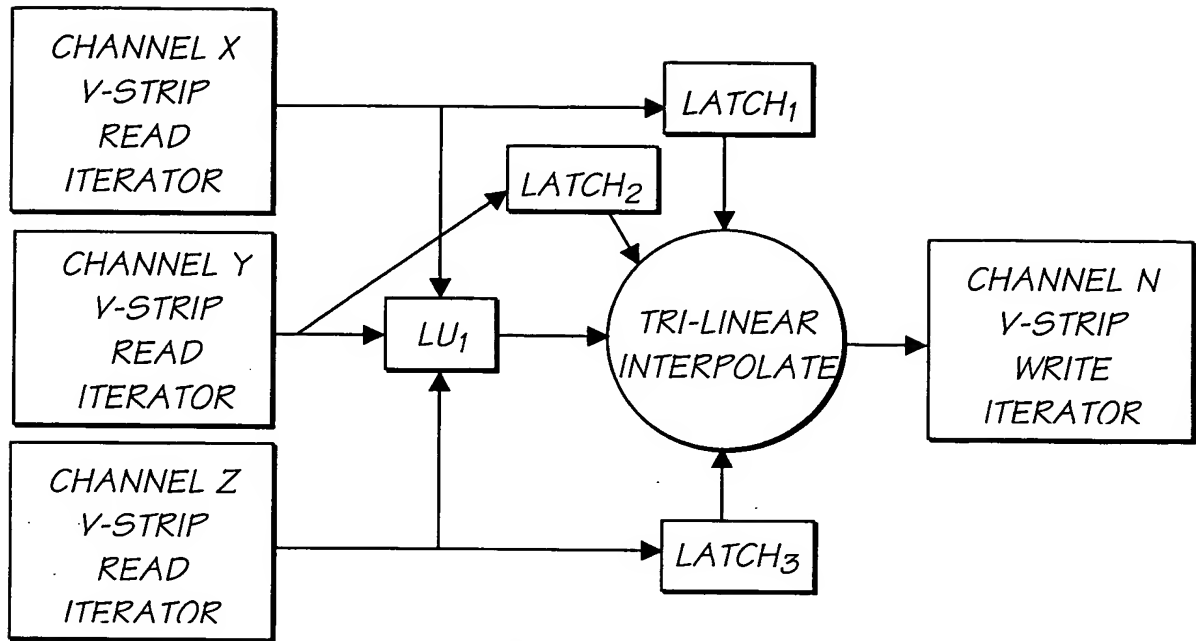 CHANNEL X
V-STRIP
READ
ITERATOR
LATCH₁
LATCH₂
CHANNEL Y
V-STRIP
READ
ITERATOR
LU₁
TRI-LINEAR
INTERPOLATE
CHANNEL N
V-STRIP
WRITE
ITERATOR
CHANNEL Z
V-STRIP
READ
ITERATOR
LATCH₃